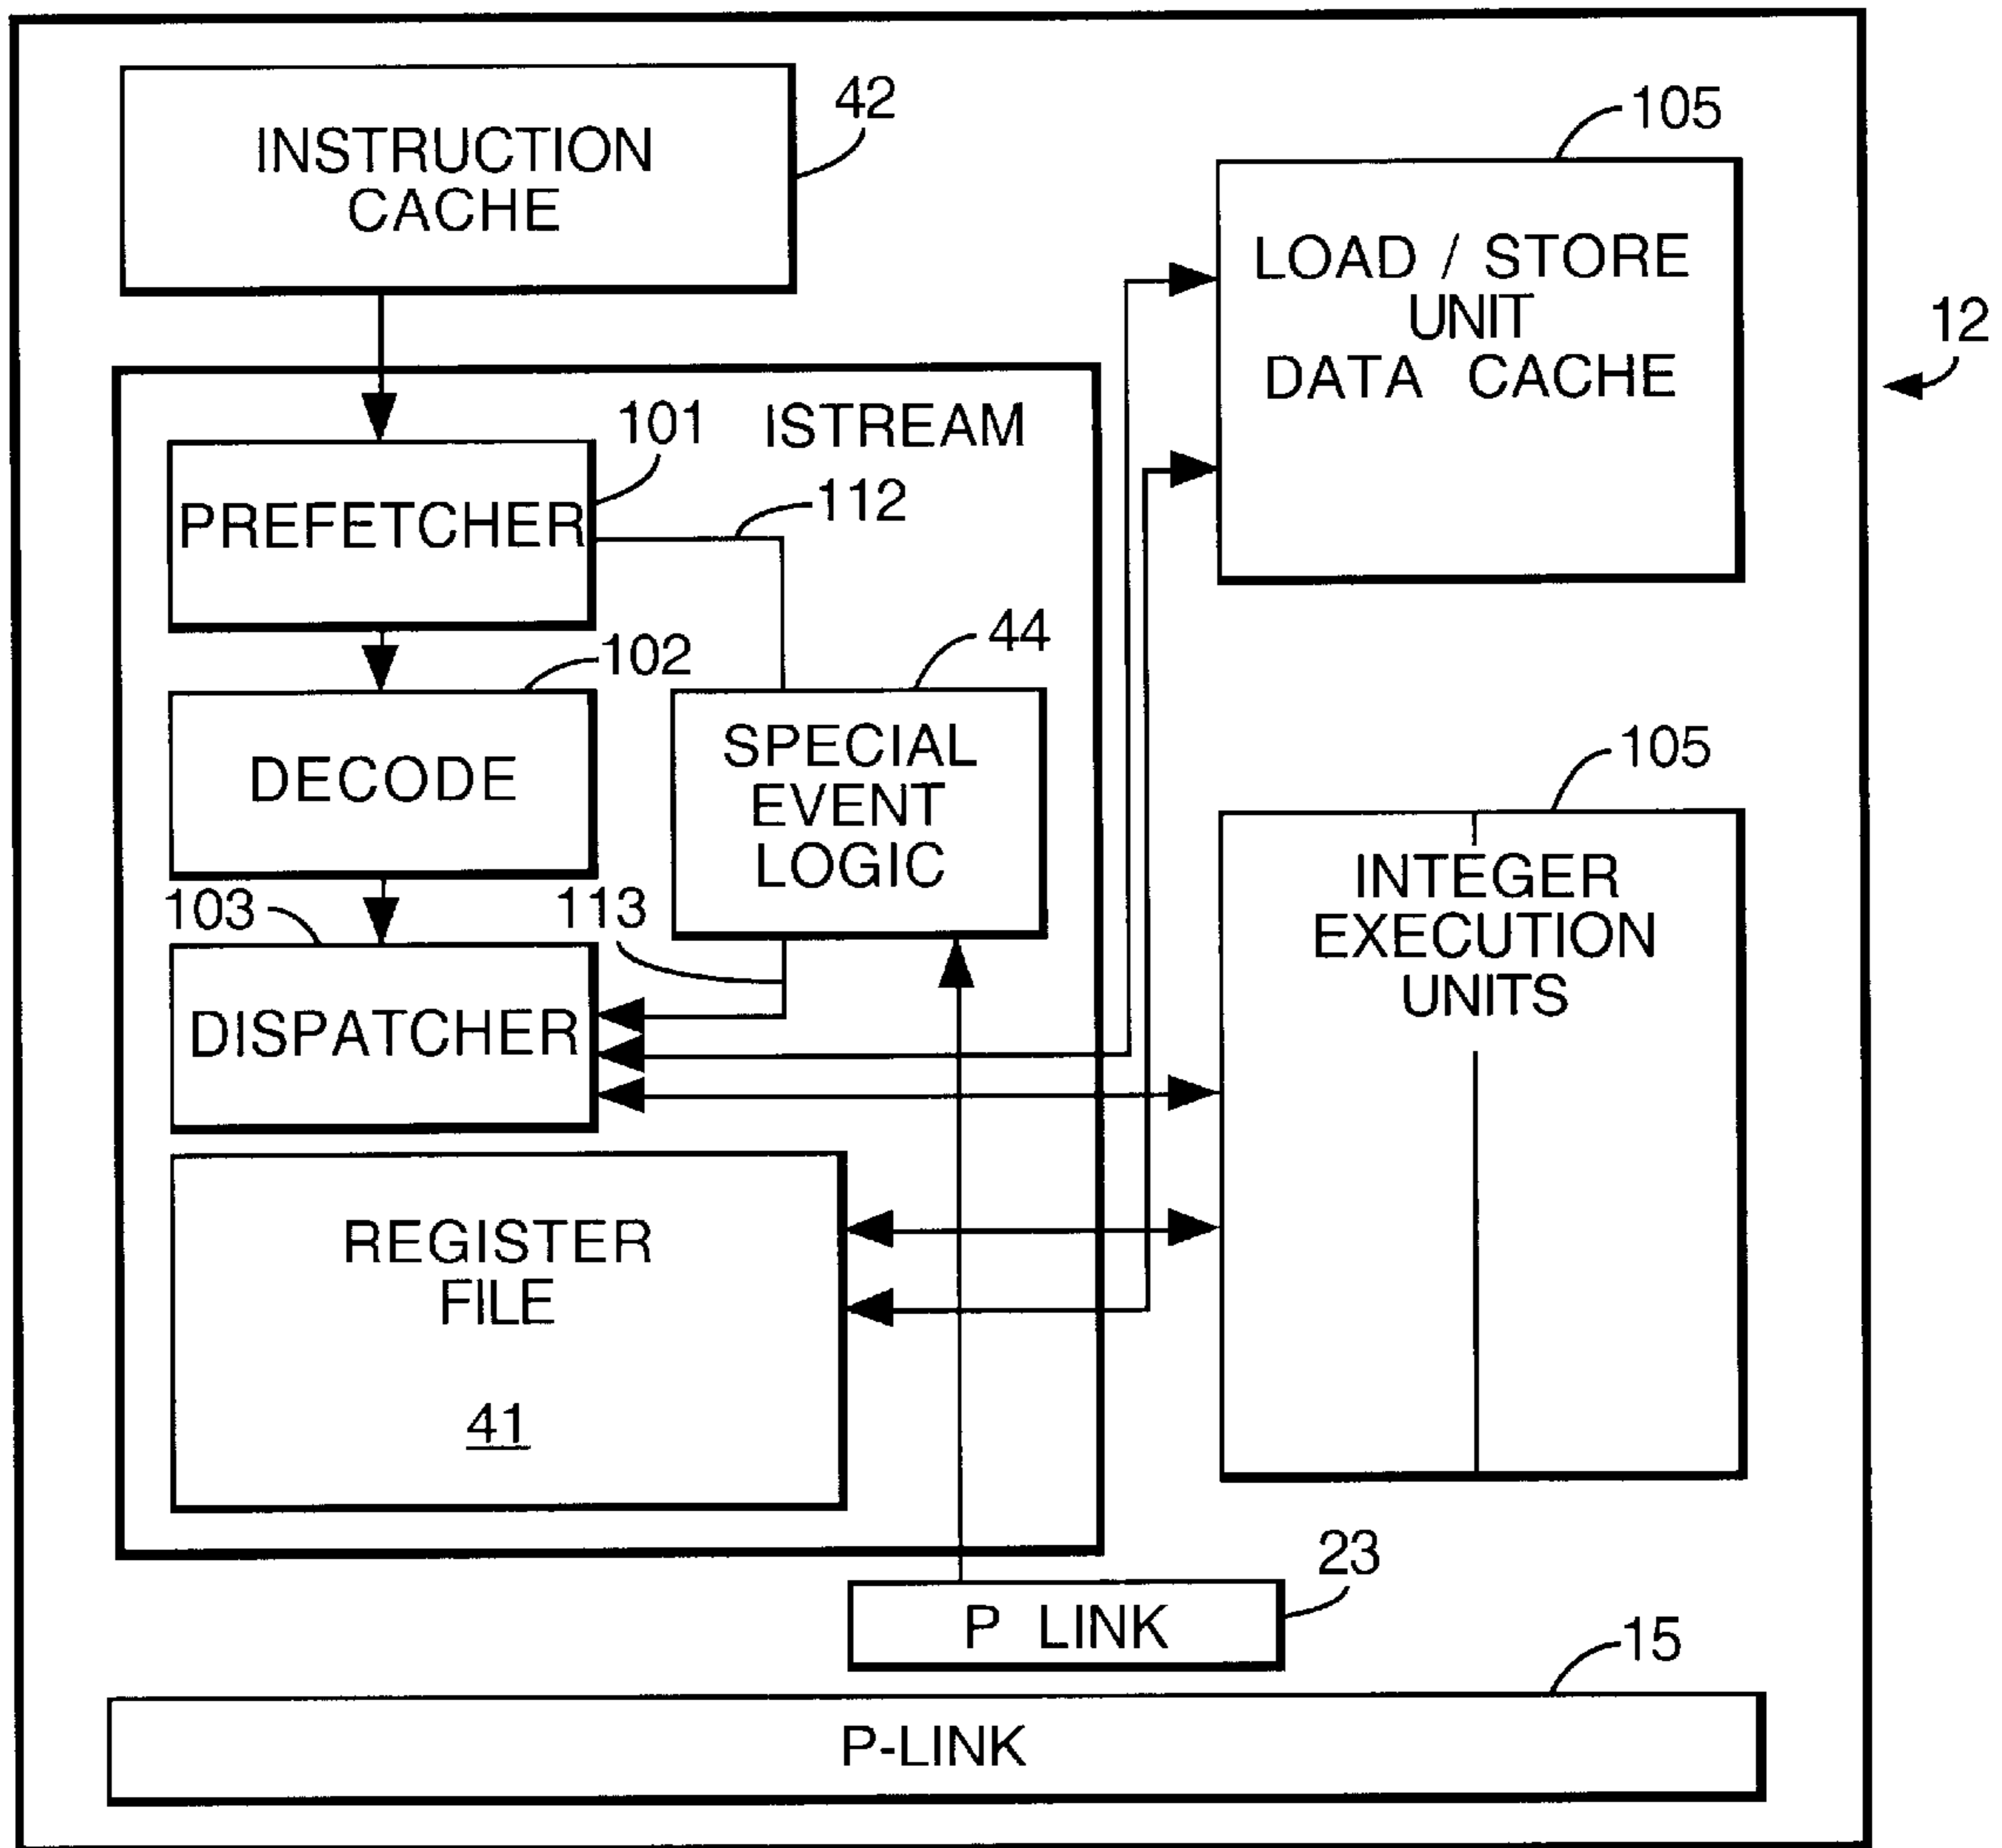 INSTRUCTION
CACHE
42
105
LOAD / STORE
UNIT
DATA CACHE
12
ISTREAM
101
PREFETCHER
112
102
DECODE
44
SPECIAL
EVENT
LOGIC
103
113
DISPATCHER
105
INTEGER
EXECUTION
UNITS
REGISTER
FILE
41
23
P LINK
15
P-LINK